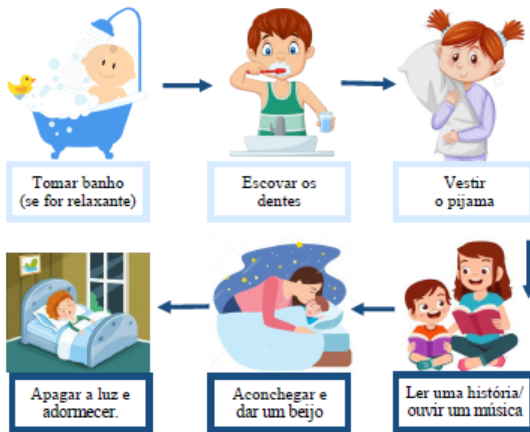 Tomar banho
(se for relaxante)
Escovar os
dentes
Vestir
o pijama
Ler uma história/
ouvir um música
Aconchegar e
dar um beijo
Apagar a luz e
adormecer.